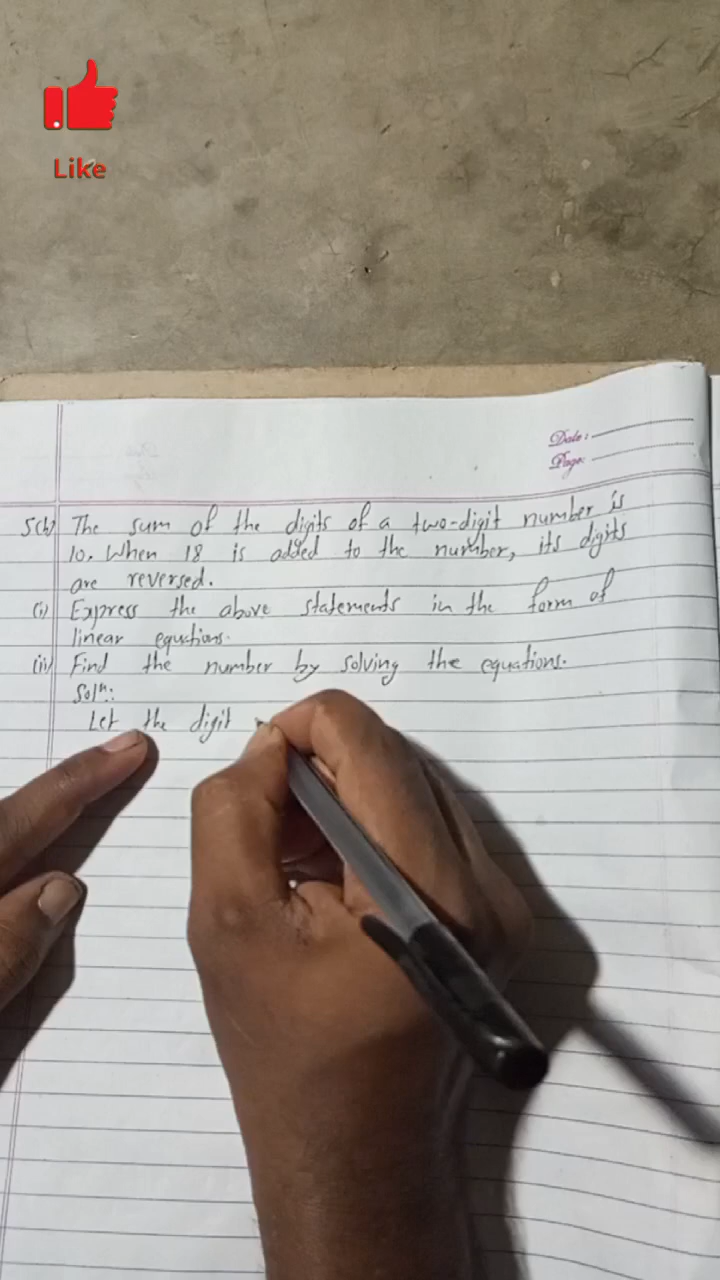 Like
Date:
Page:
5(b) The sum of the digits of a two-digit number is
10. When 18 is added to the number, its digits
are reversed.
(i) Express the above statements in the form of
linear equations.
(ii) Find the number by solving the equations.
Solⁿ:
Let the digit